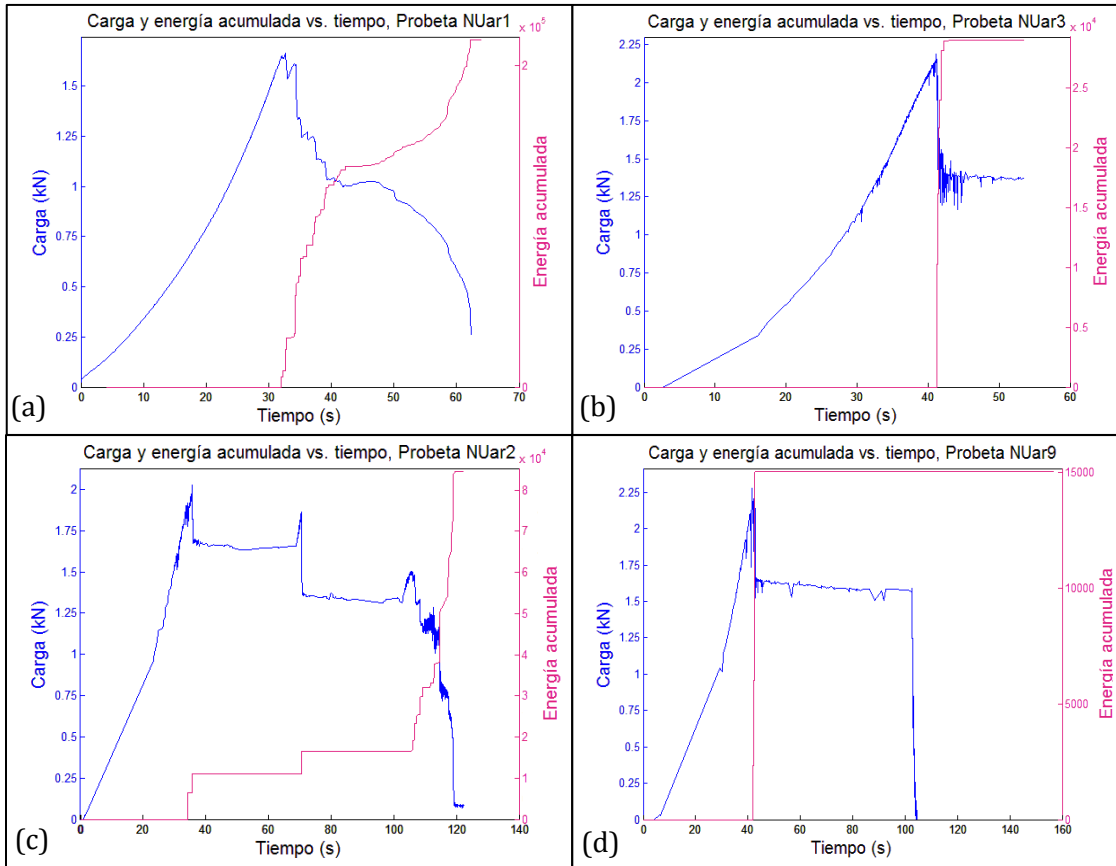 Carga y energía acumulada vs. tiempo, Probeta NUar1
x 10⁵
1.5
1.25
1
0.75
0.5
0.25
0
2
1
0
Carga (kN)
Energía acumulada
0 10 20 30 40 50 60 70
Tiempo (s)
(a)
Carga y energía acumulada vs. tiempo, Probeta NUar3
x 10⁴
2.25
2
1.75
1.5
1.25
1
0.75
0.5
0.25
0
2.5
2
1.5
1
0.5
0
Carga (kN)
Energía acumulada
0 10 20 30 40 50 60
Tiempo (s)
(b)
Carga y energía acumulada vs. tiempo, Probeta NUar2
x 10⁴
2
1.75
1.5
1.25
1
0.75
0.5
0.25
0
8
7
6
5
4
3
2
1
0
Carga (kN)
Energía acumulada
0 20 40 60 80 100 120 140
Tiempo (s)
(c)
Carga y energía acumulada vs. tiempo, Probeta NUar9
2.25
2
1.75
1.5
1.25
1
0.75
0.5
0.25
0
15000
10000
5000
0
Carga (kN)
Energía acumulada
0 20 40 60 80 100 120 140 160
Tiempo (s)
(d)